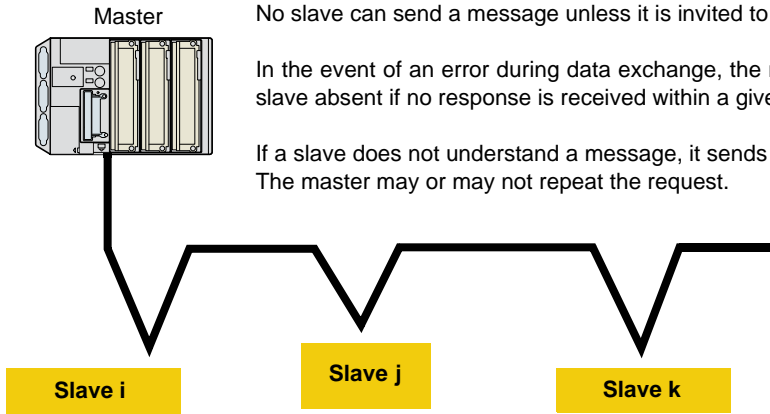 Master
No slave can send a message unless it is invited to
In the event of an error during data exchange, the
slave absent if no response is received within a
If a slave does not understand a message, it sends
The master may or may not repeat the request.
Slave i
Slave j
Slave k